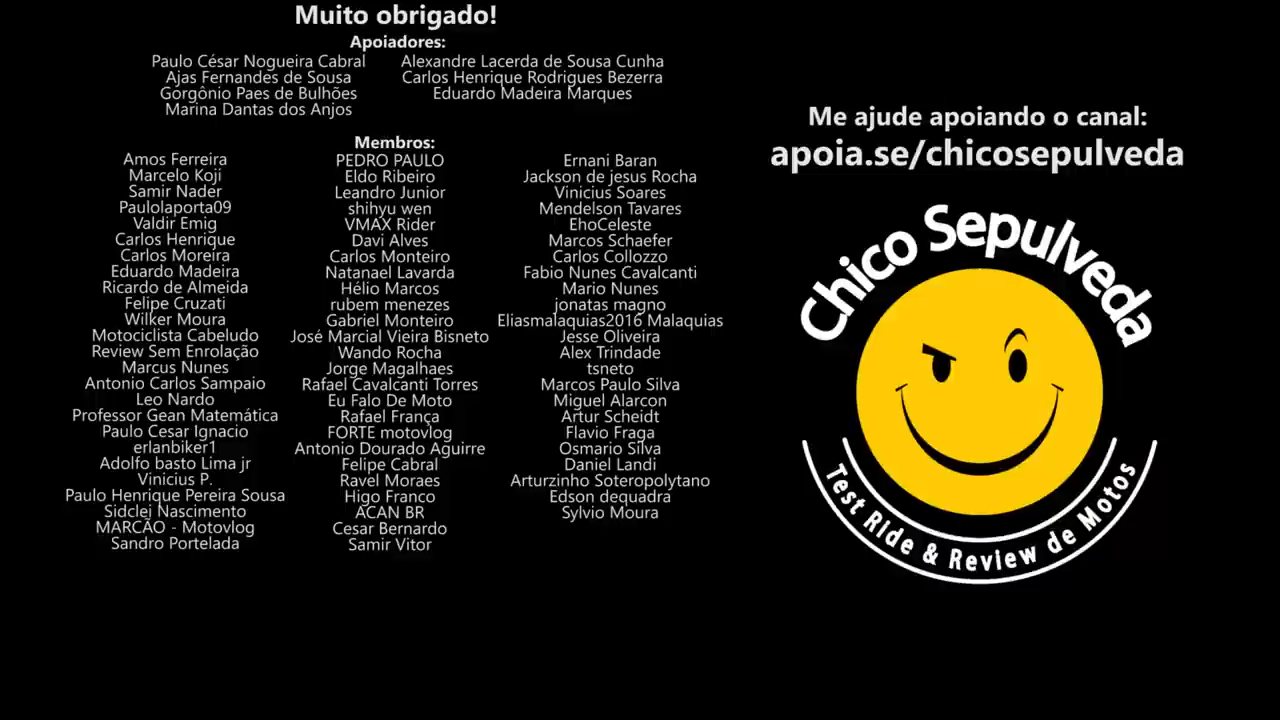 Muito obrigado!
Apoiadores:
Paulo César Nogueira Cabral
Ajas Fernandes de Sousa
Gorgônio Paes de Bulhões
Marina Dantas dos Anjos
Alexandre Lacerda de Sousa Cunha
Carlos Henrique Rodrigues Bezerra
Eduardo Madeira Marques
Membros:
Amos Ferreira
Marcelo Koji
Samir Nader
Paulolaporta09
Valdir Emig
Carlos Henrique
Carlos Moreira
Eduardo Madeira
Ricardo de Almeida
Felipe Cruzati
Wilker Moura
Motociclista Cabeludo
Review Sem Enrolação
Marcus Nunes
Antonio Carlos Sampaio
Leo Nardo
Professor Gean Matemática
Paulo Cesar Ignacio
erlanbiker1
Adolfo basto Lima jr
Vinicius P.
Paulo Henrique Pereira Sousa
Sidclei Nascimento
MARCÃO - Motovlog
Sandro Portelada
PEDRO PAULO
Eldo Ribeiro
Leandro Junior
shihyu wen
VMAX Rider
Davi Alves
Carlos Monteiro
Natanael Lavarda
Hélio Marcos
rubem menezes
Gabriel Monteiro
José Marcial Vieira Bisneto
Wando Rocha
Jorge Magalhaes
Rafael Cavalcanti Torres
Eu Falo De Moto
Rafael França
FORTE motovlog
Antonio Dourado Aguirre
Felipe Cabral
Ravel Moraes
Higo Franco
ACAN BR
Cesar Bernardo
Samir Vitor
Ernani Baran
Jackson de jesus Rocha
Vinicius Soares
Mendelson Tavares
EhoCeleste
Marcos Schaefer
Carlos Collozzo
Fabio Nunes Cavalcanti
Mario Nunes
jonatas magno
Eliasmalaquias2016 Malaquias
Jesse Oliveira
Alex Trindade
tsneto
Marcos Paulo Silva
Miguel Alarcon
Artur Scheidt
Flavio Fraga
Osmario Silva
Daniel Landi
Arturzinho Soteropolytano
Edson dequadra
Sylvio Moura
Me ajude apoiando o canal:
apoia.se/chicosepulveda
Chico Sepulveda
Test Ride & Review de Motos